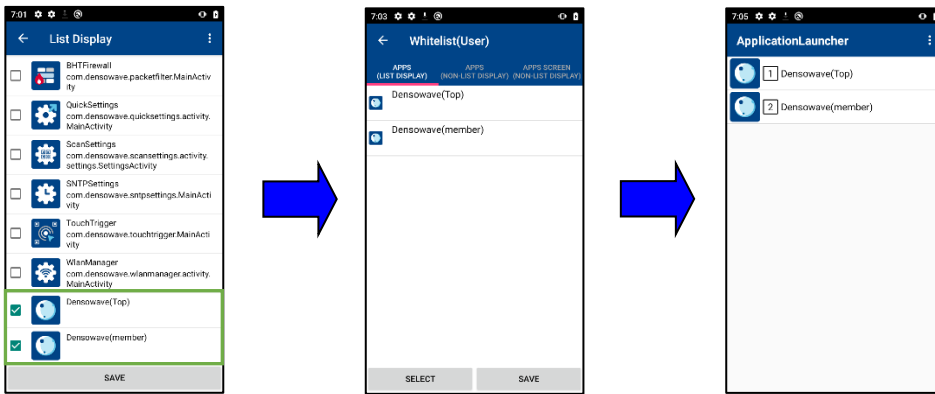 7:01
List Display
BHTFirewall
com.densowave.packetfilter.MainActiv
ity
QuickSettings
com.densowave.quicksettings.activity.
MainActivity
ScanSettings
com.densowave.scansettings.activity.
settings.SettingsActivity
SNTPSettings
com.densowave.sntpsettings.MainActi
vity
TouchTrigger
com.densowave.touchtrigger.MainActi
vity
WlanManager
com.densowave.wlanmanager.activity.
MainActivity
Densowave(Top)
Densowave(member)
SAVE
7:03
Whitelist(User)
APPS
(LIST DISPLAY)
APPS
(NON-LIST DISPLAY)
APPS SCREEN
(NON-LIST DISPLAY)
Densowave(Top)
Densowave(member)
SELECT
SAVE
7:05
ApplicationLauncher
1 Densowave(Top)
2 Densowave(member)